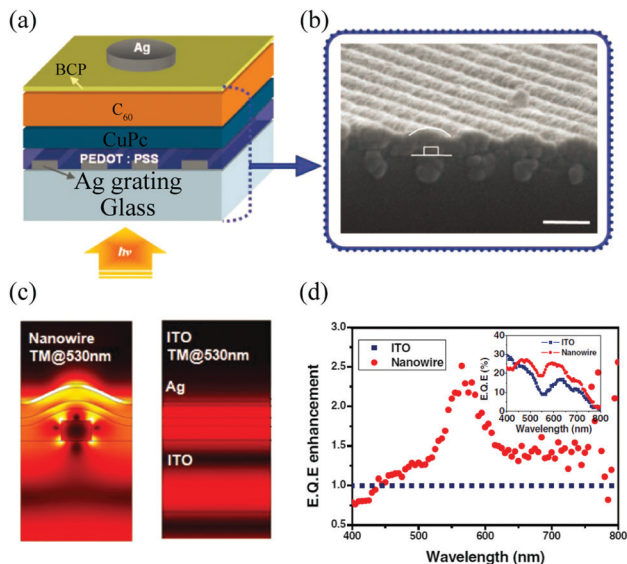 (a)
Ag
BCP
C60
CuPc
PEDOT : PSS
Ag grating
Glass
hν
(b)
(c)
Nanowire
TM@530nm
ITO
TM@530nm
Ag
ITO
(d)
E.Q.E enhancement
3.0
2.5
2.0
1.5
1.0
0.5
400 500 600 700 800
Wavelength (nm)
ITO
Nanowire
E.Q.E (%)
40
30
20
10
0
400 500 600 700 800
Wavelength (nm)
ITO
Nanowire